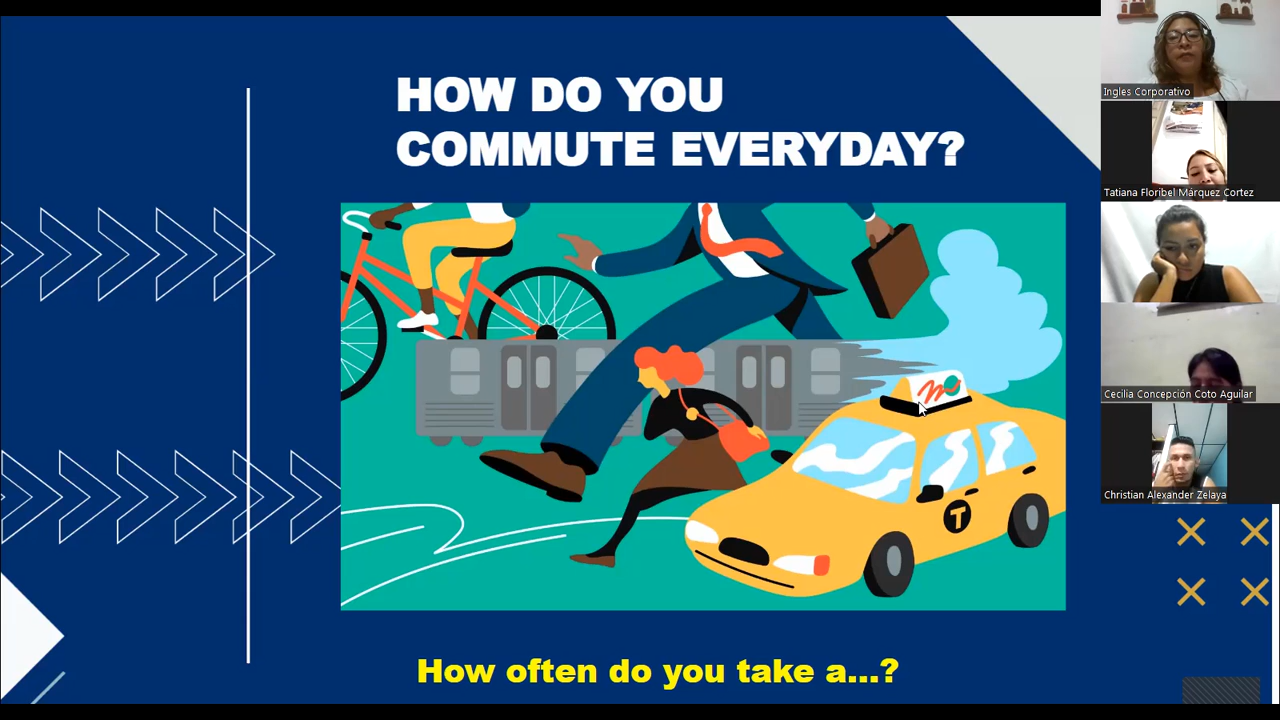 HOW DO YOU
COMMUTE EVERYDAY?
T
How often do you take a...?
Ingles Corporativo
Tatiana Floribel Márquez Cortez
Cecilia Concepción Coto Aguilar
Christian Alexander Zelaya